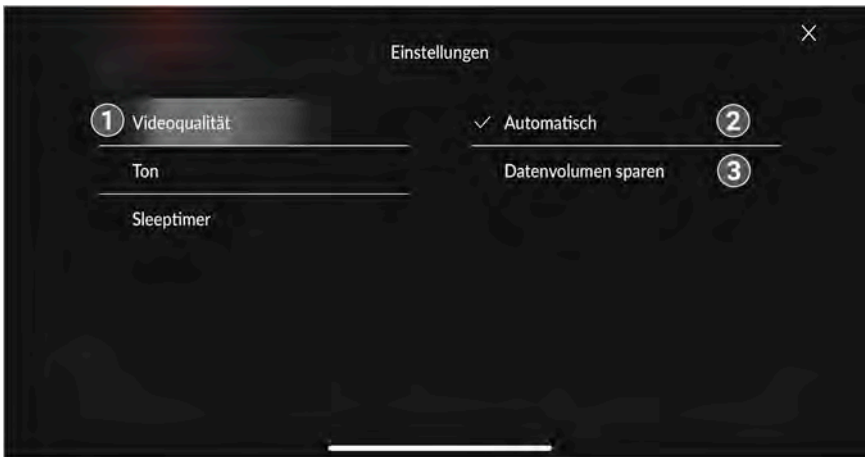 Einstellungen
1 Videoqualität
Ton
Sleeptimer
Automatisch 2
Datenvolumen sparen 3